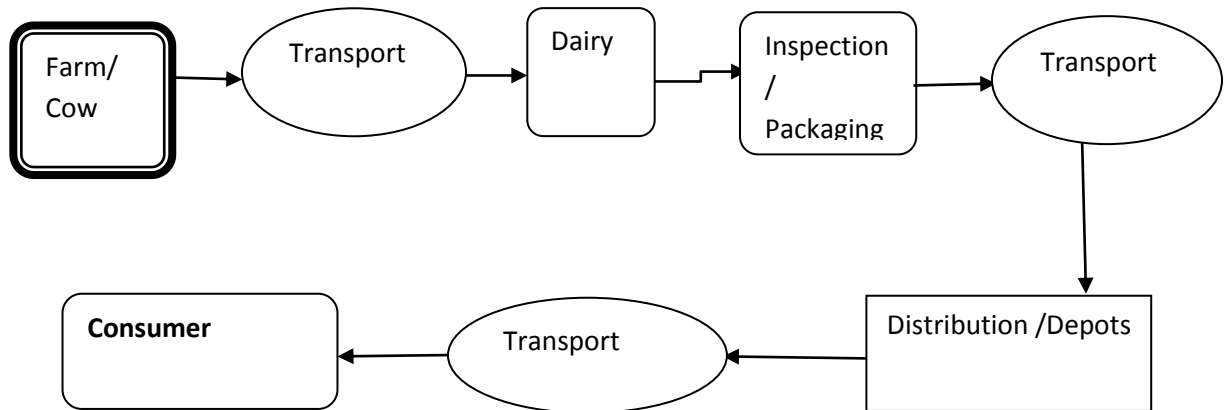 Farm/
Cow
Transport
Dairy
Inspection
/
Packaging
Transport
Distribution /Depots
Transport
Consumer